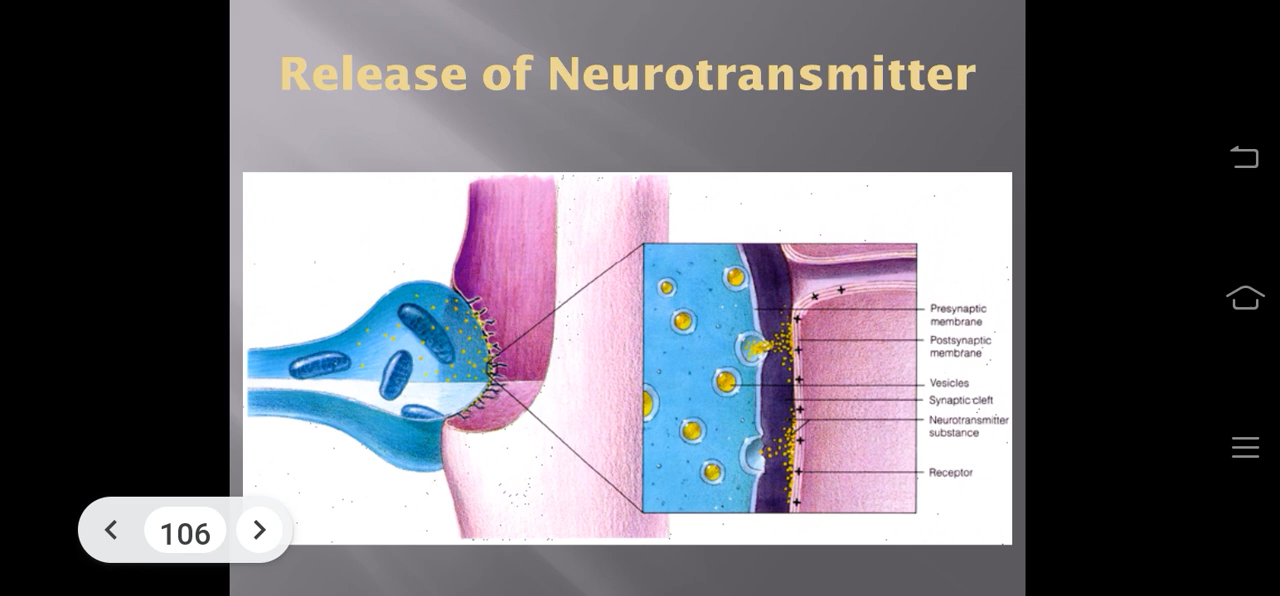 Release of Neurotransmitter
Presynaptic
membrane
Postsynaptic
membrane
Vesicles
Synaptic cleft
Neurotransmitter
substance
Receptor
106